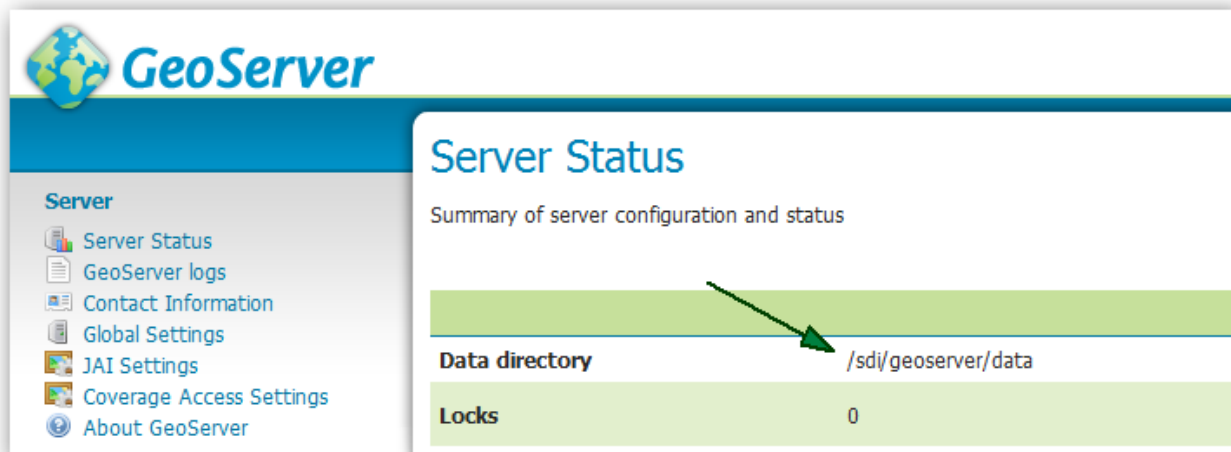 GeoServer
Server
Server Status
GeoServer logs
Contact Information
Global Settings
JAI Settings
Coverage Access Settings
About GeoServer
Server Status
Summary of server configuration and status
Data directory /sdi/geoserver/data
Locks 0